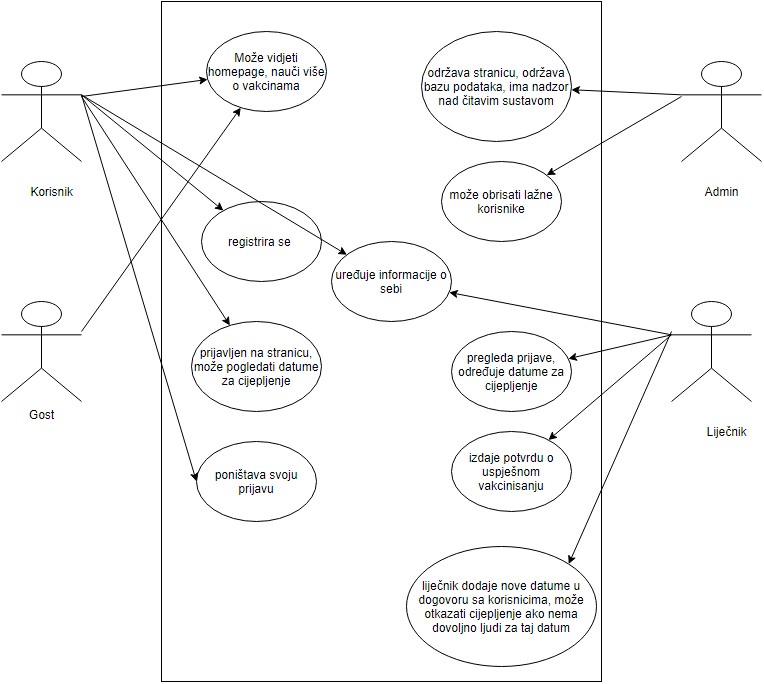 Može vidjeti
homepage, nauči više
o vakcinama
održava stranicu, održava
bazu podataka, ima nadzor
nad čitavim sustavom
Korisnik
Admin
može obrisati lažne
korisnike
registrira se
uređuje informacije o
sebi
prijavljen na stranicu,
može pogledati datume
za cijepljenje
pregleda prijave,
određuje datume za
cijepljenje
Gost
Liječnik
poništava svoju
prijavu
izdaje potvrdu o
uspješnom
vakcinisanju
liječnik dodaje nove datume u
dogovoru sa korisnicima, može
otkazati cijepljenje ako nema
dovoljno ljudi za taj datum